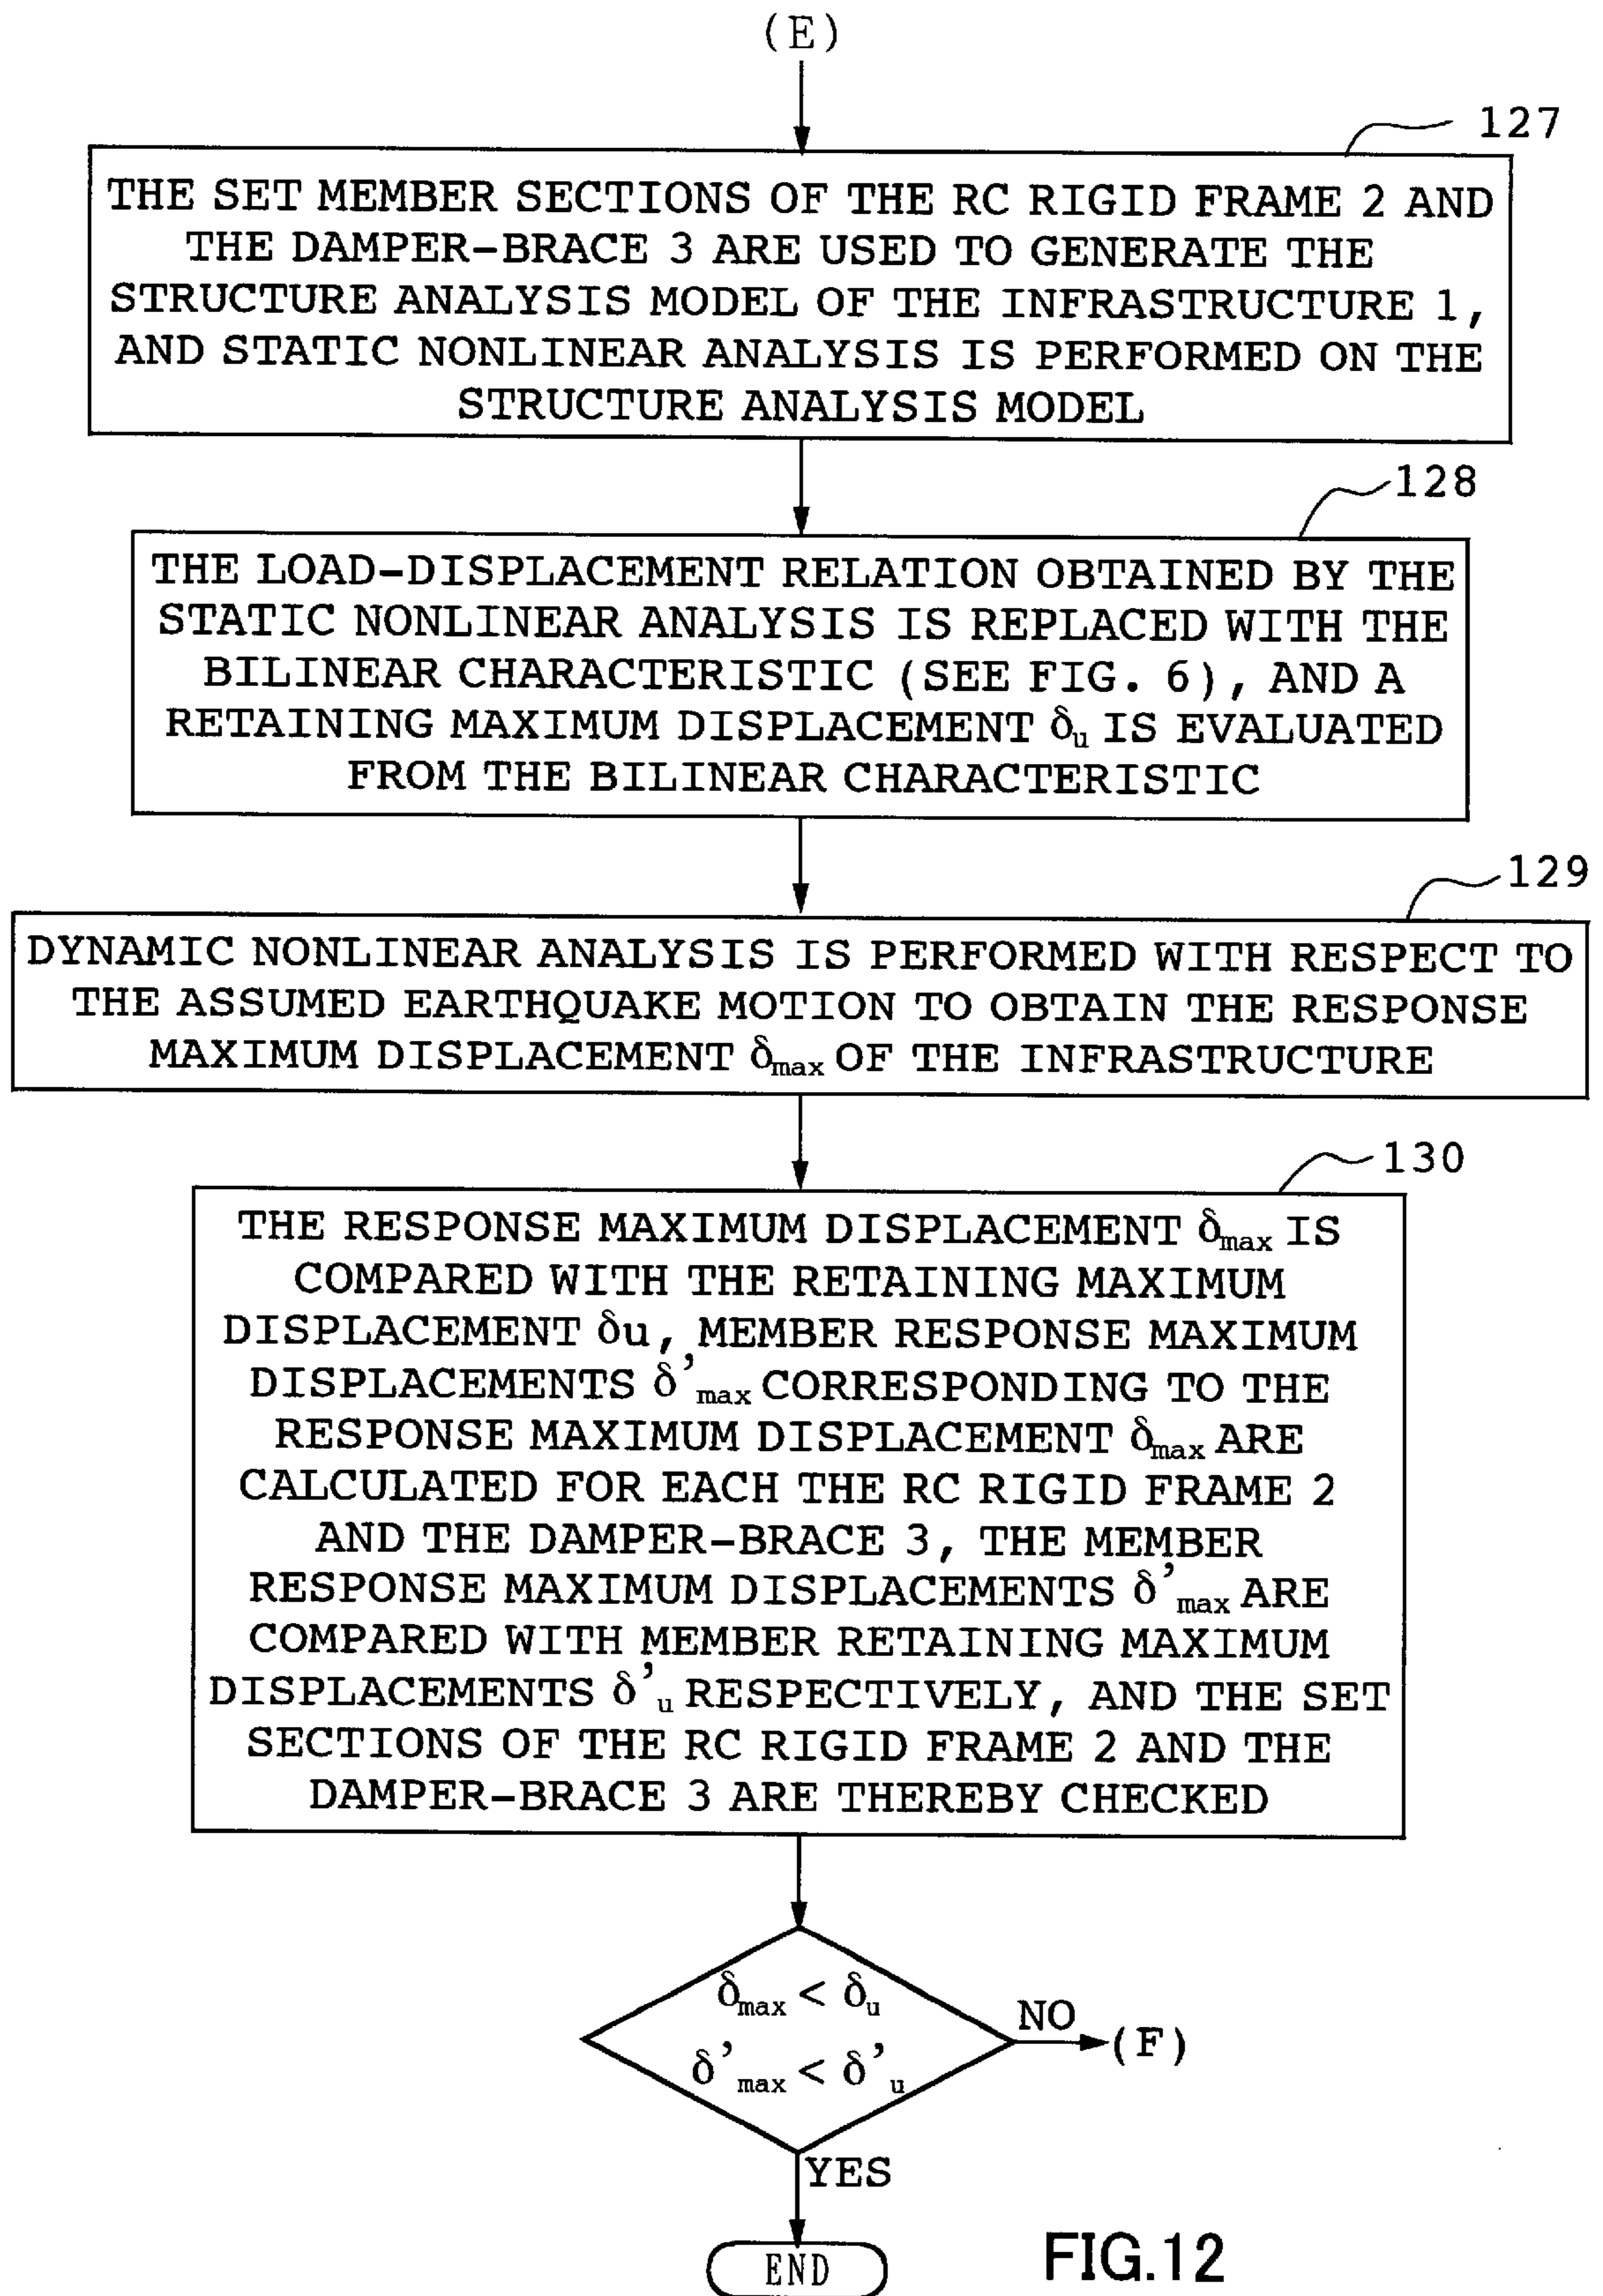 (E)
127
THE SET MEMBER SECTIONS OF THE RC RIGID FRAME 2 AND
THE DAMPER-BRACE 3 ARE USED TO GENERATE THE
STRUCTURE ANALYSIS MODEL OF THE INFRASTRUCTURE 1,
AND STATIC NONLINEAR ANALYSIS IS PERFORMED ON THE
STRUCTURE ANALYSIS MODEL
128
THE LOAD-DISPLACEMENT RELATION OBTAINED BY THE
STATIC NONLINEAR ANALYSIS IS REPLACED WITH THE
BILINEAR CHARACTERISTIC (SEE FIG. 6), AND A
RETAINING MAXIMUM DISPLACEMENT δu IS EVALUATED
FROM THE BILINEAR CHARACTERISTIC
129
DYNAMIC NONLINEAR ANALYSIS IS PERFORMED WITH RESPECT TO
THE ASSUMED EARTHQUAKE MOTION TO OBTAIN THE RESPONSE
MAXIMUM DISPLACEMENT δmax OF THE INFRASTRUCTURE
130
THE RESPONSE MAXIMUM DISPLACEMENT δmax IS
COMPARED WITH THE RETAINING MAXIMUM
DISPLACEMENT δu, MEMBER RESPONSE MAXIMUM
DISPLACEMENTS δ'max CORRESPONDING TO THE
RESPONSE MAXIMUM DISPLACEMENT δmax ARE
CALCULATED FOR EACH THE RC RIGID FRAME 2
AND THE DAMPER-BRACE 3, THE MEMBER
RESPONSE MAXIMUM DISPLACEMENTS δ'max ARE
COMPARED WITH MEMBER RETAINING MAXIMUM
DISPLACEMENTS δ'u RESPECTIVELY, AND THE SET
SECTIONS OF THE RC RIGID FRAME 2 AND THE
DAMPER-BRACE 3 ARE THEREBY CHECKED
δmax < δu
δ'max < δ'u
NO
(F)
YES
END
FIG.12